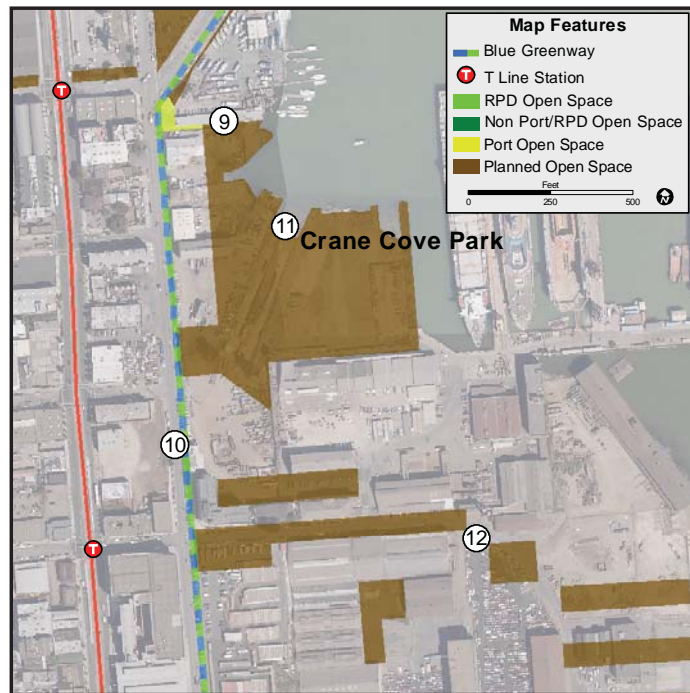 Map Features
Blue Greenway
T
T Line Station
RPD Open Space
Non Port/RPD Open Space
Port Open Space
Planned Open Space
Feet
0 250 500
N
T
9
11
Crane Cove Park
10
T
12